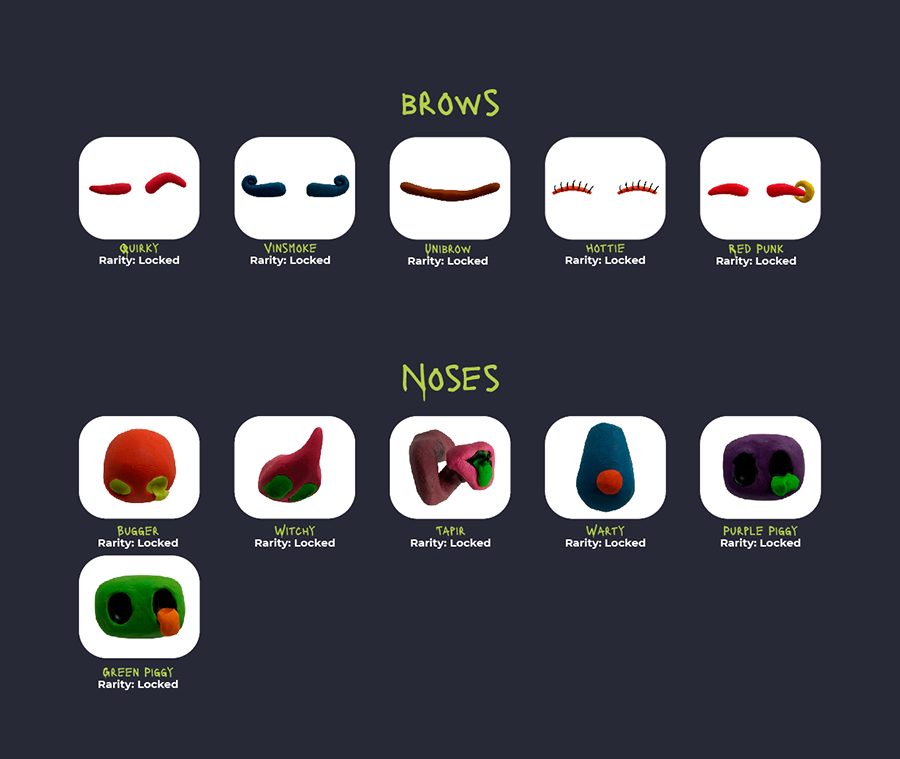 BROWS
QUIRKY
Rarity: Locked
VINSMOKE
Rarity: Locked
UNIBROW
Rarity: Locked
HOTTIE
Rarity: Locked
RED PUNK
Rarity: Locked
NOSES
BUGGER
Rarity: Locked
WITCHY
Rarity: Locked
TAPIR
Rarity: Locked
WARTY
Rarity: Locked
PURPLE PIGGY
Rarity: Locked
GREEN PIGGY
Rarity: Locked